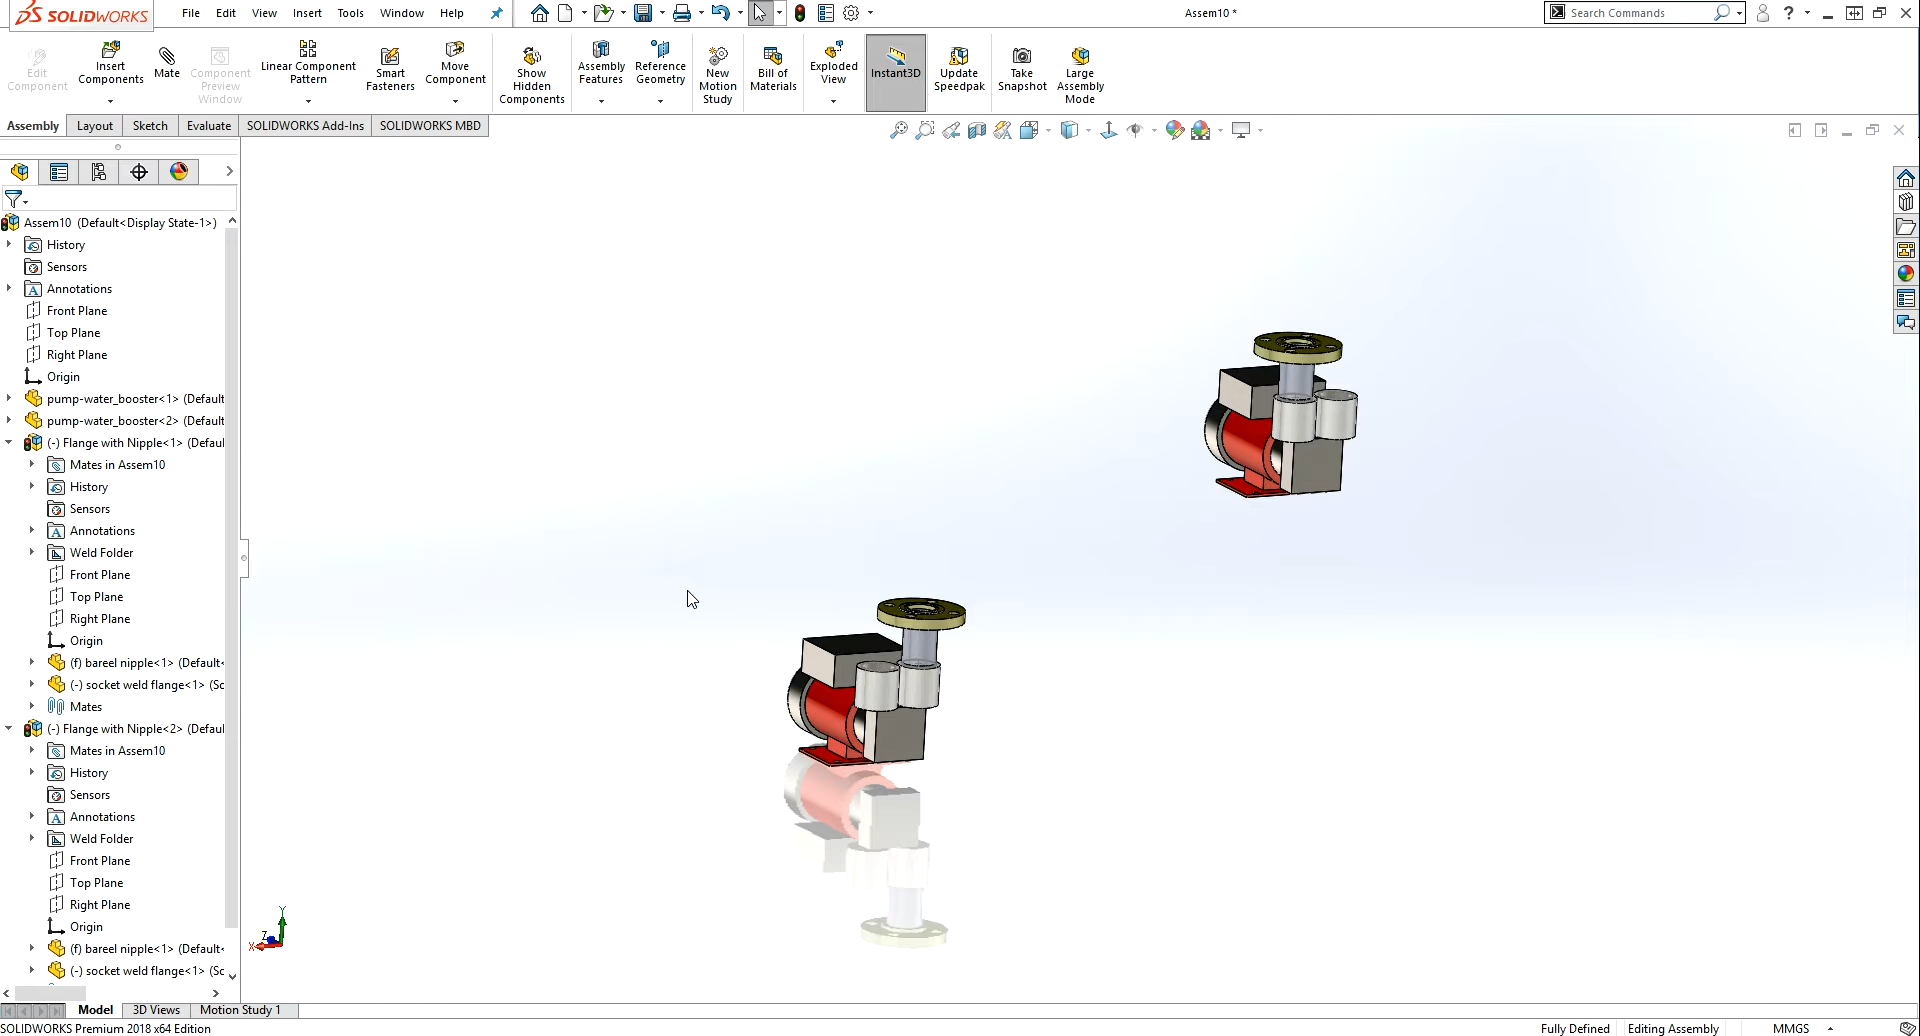 SOLIDWORKS
File Edit View Insert Tools Window Help
Assem10 *
Search Commands
Edit Component
Insert Components
Mate
Component Preview Window
Linear Component Pattern
Smart Fasteners
Move Component
Show Hidden Components
Assembly Features
Reference Geometry
New Motion Study
Bill of Materials
Exploded View
Instant3D
Update Speedpak
Take Snapshot
Large Assembly Mode
Assembly Layout Sketch Evaluate SOLIDWORKS Add-Ins SOLIDWORKS MBD
Assem10 (Default<Display State-1>)
History
Sensors
Annotations
Front Plane
Top Plane
Right Plane
Origin
pump-water_booster<1> (Default
pump-water_booster<2> (Default
(-) Flange with Nipple<1> (Defaul
Mates in Assem10
History
Sensors
Annotations
Weld Folder
Front Plane
Top Plane
Right Plane
Origin
(f) bareel nipple<1> (Default<
(-) socket weld flange<1> (Sc
Mates
(-) Flange with Nipple<2> (Defaul
Mates in Assem10
History
Sensors
Annotations
Weld Folder
Front Plane
Top Plane
Right Plane
Origin
(f) bareel nipple<1> (Default<
(-) socket weld flange<1> (Sc
Y
Z
X
Model 3D Views Motion Study 1
SOLIDWORKS Premium 2018 x64 Edition
Fully Defined Editing Assembly MMGS